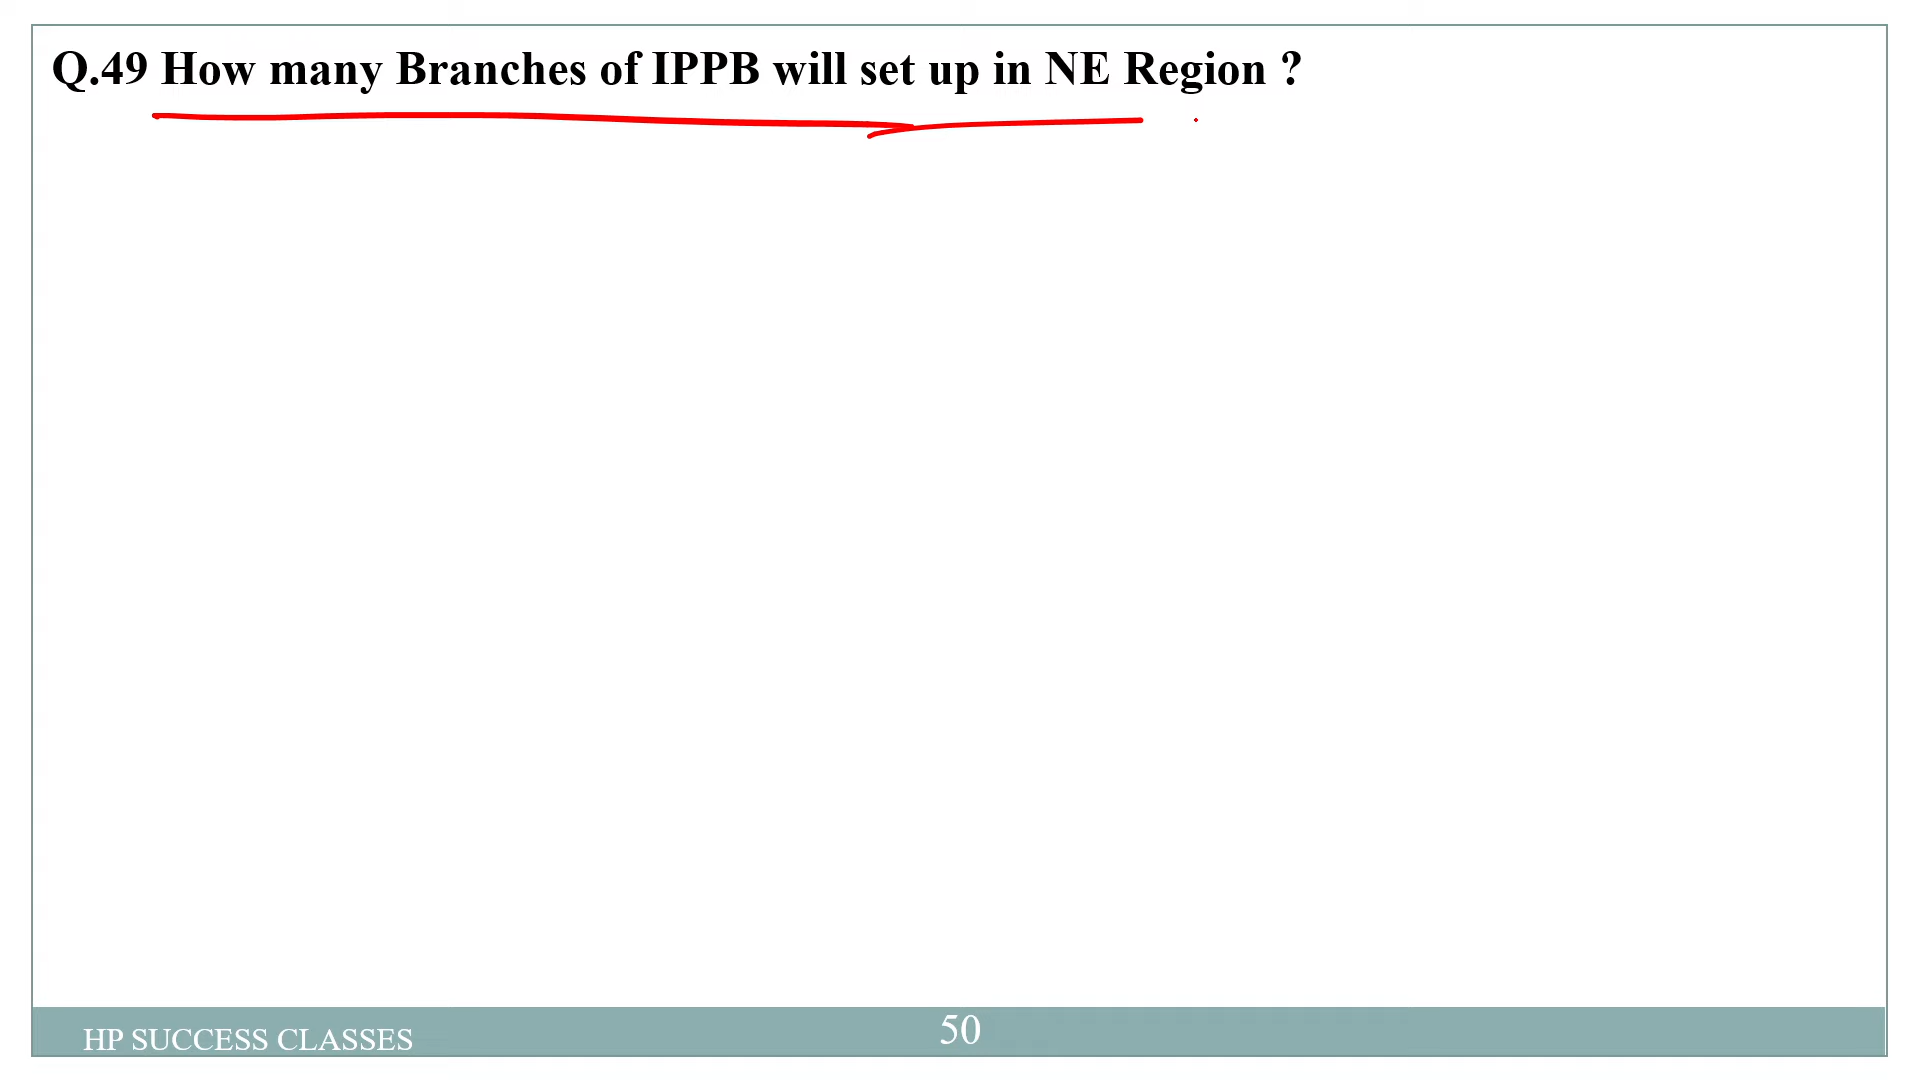 Q.49 How many Branches of IPPB will set up in NE Region ?
HP SUCCESS CLASSES
50